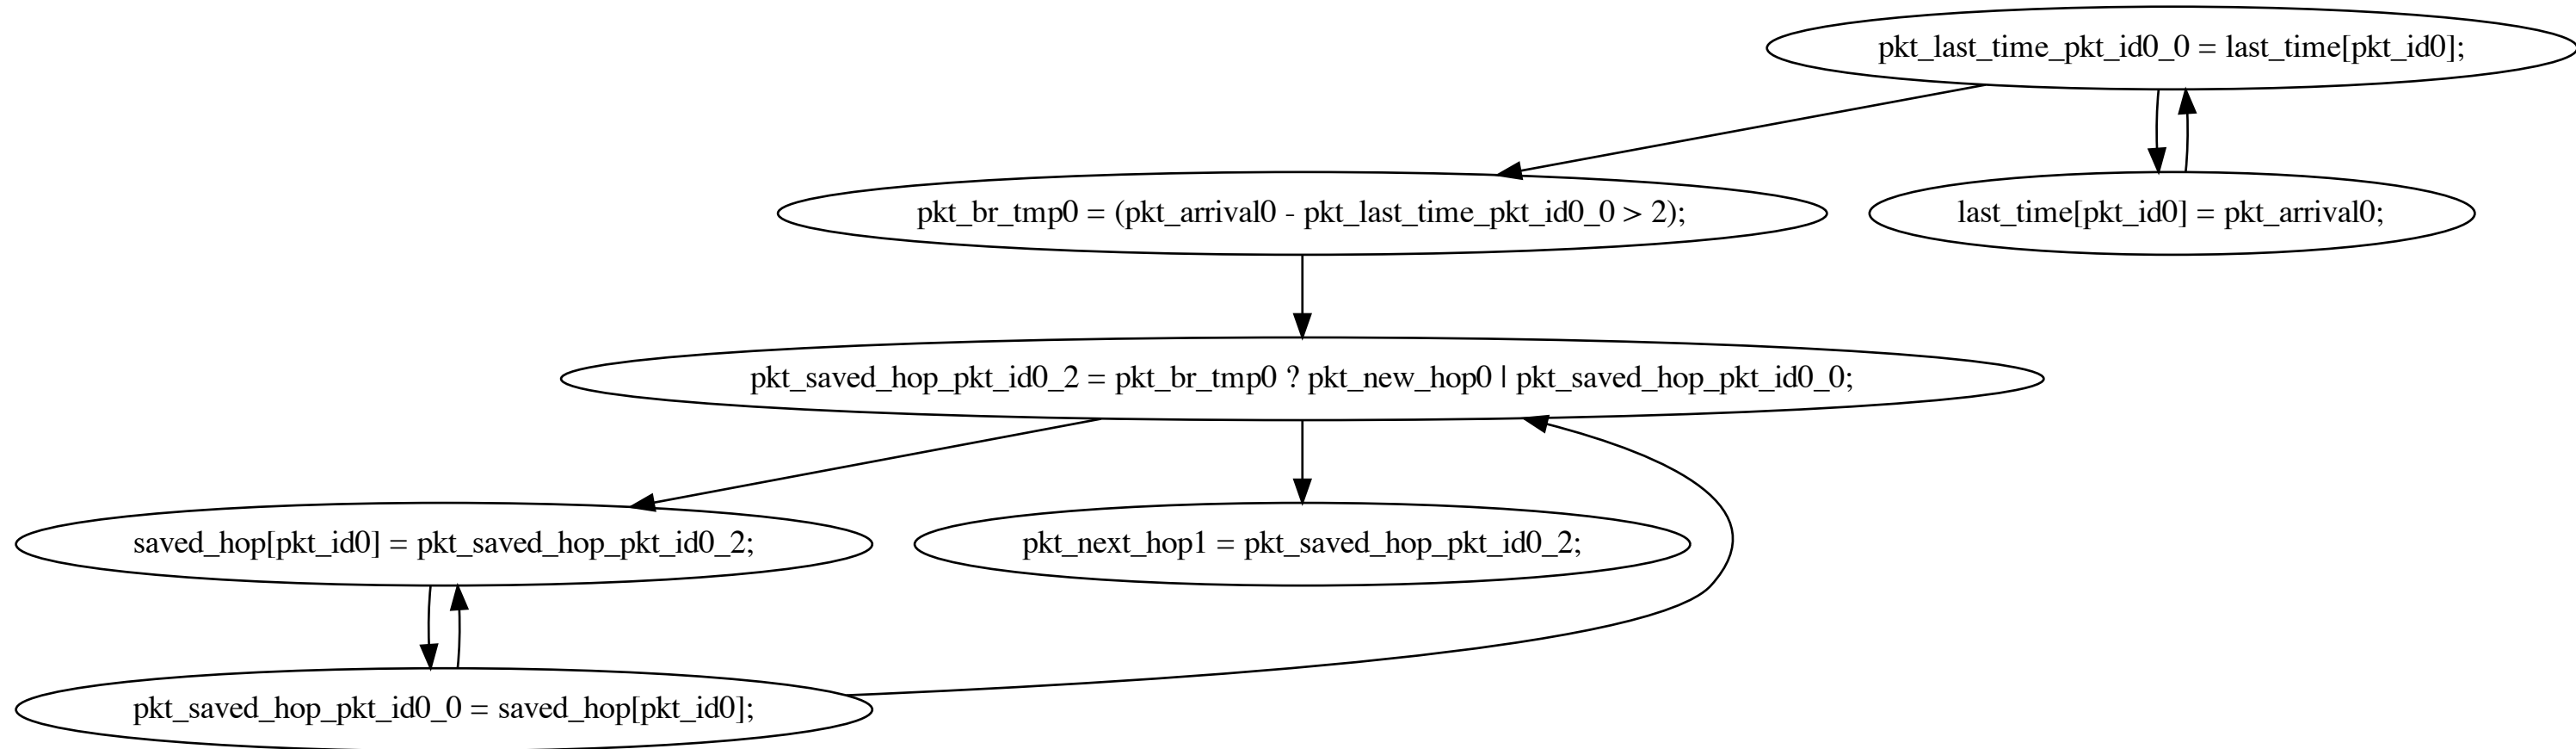 pkt_last_time_pkt_id0_0 = last_time[pkt_id0];
pkt_br_tmp0 = (pkt_arrival0 - pkt_last_time_pkt_id0_0 > 2);
last_time[pkt_id0] = pkt_arrival0;
pkt_saved_hop_pkt_id0_2 = pkt_br_tmp0 ? pkt_new_hop0 | pkt_saved_hop_pkt_id0_0;
saved_hop[pkt_id0] = pkt_saved_hop_pkt_id0_2;
pkt_next_hop1 = pkt_saved_hop_pkt_id0_2;
pkt_saved_hop_pkt_id0_0 = saved_hop[pkt_id0];